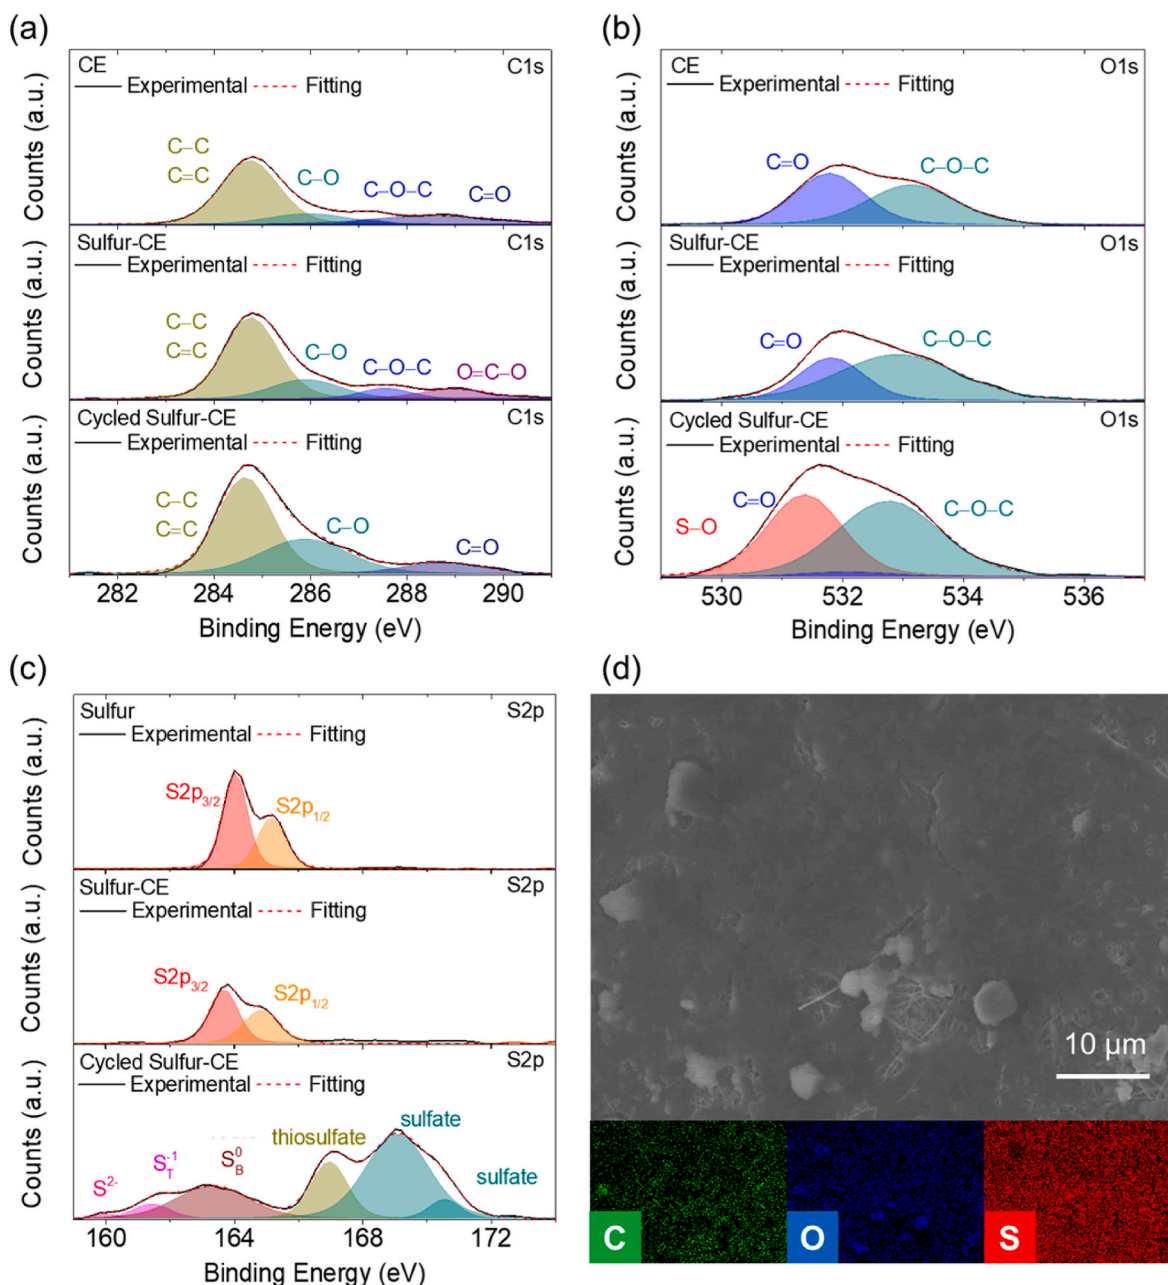 (a)
CE
C1s
Experimental
Fitting
C–C
C=C
C–O
C–O–C
C=O
Counts (a.u.)
Sulfur-CE
C1s
Experimental
Fitting
C–C
C=C
C–O
C–O–C
O=C–O
Counts (a.u.)
Cycled Sulfur-CE
C1s
Experimental
Fitting
C–C
C=C
C–O
C=O
Counts (a.u.)
282 284 286 288 290
Binding Energy (eV)
(b)
CE
O1s
Experimental
Fitting
C=O
C–O–C
Counts (a.u.)
Sulfur-CE
O1s
Experimental
Fitting
C=O
C–O–C
Counts (a.u.)
Cycled Sulfur-CE
O1s
Experimental
Fitting
C=O
S–O
C–O–C
Counts (a.u.)
530 532 534 536
Binding Energy (eV)
(c)
Sulfur
S2p
Experimental
Fitting
S2p3/2
S2p1/2
Counts (a.u.)
Sulfur-CE
S2p
Experimental
Fitting
S2p3/2
S2p1/2
Counts (a.u.)
Cycled Sulfur-CE
S2p
Experimental
Fitting
sulfate
thiosulfate
S2-
ST-1
SB0
sulfate
Counts (a.u.)
160 164 168 172
Binding Energy (eV)
(d)
10 µm
C
O
S